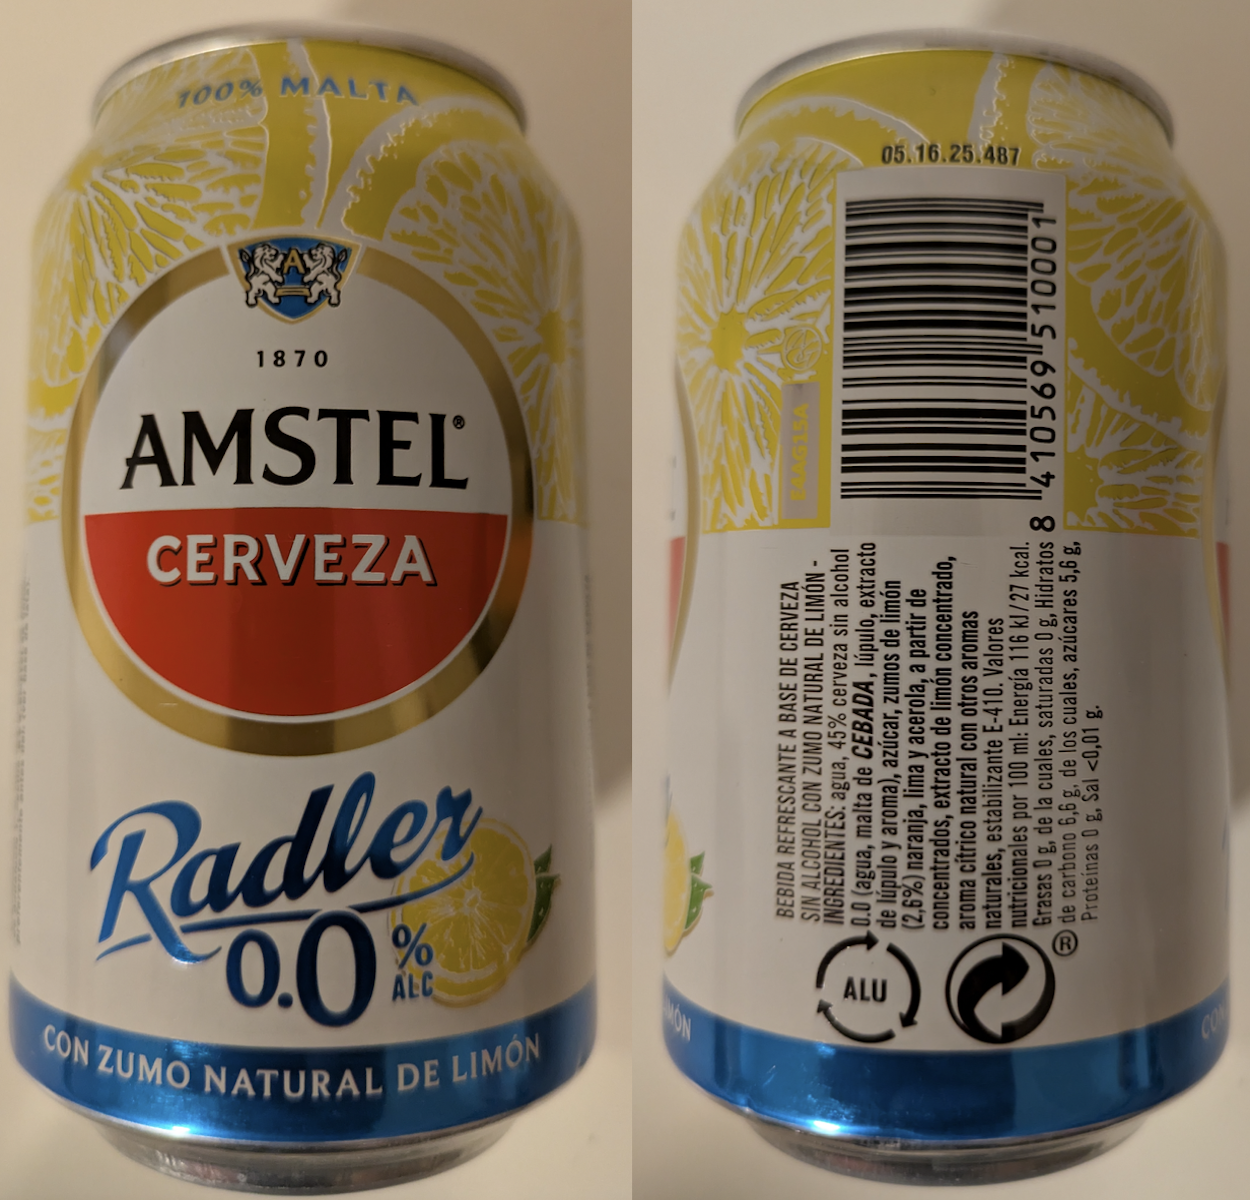 100% MALTA
A
1870
AMSTEL®
CERVEZA
Radler
0.0%
ALC
CON ZUMO NATURAL DE LIMÓN
05.16.25.487
8 410569 510001
EAAG15A
BEBIDA REFRESCANTE A BASE DE CERVEZA
SIN ALCOHOL CON ZUMO NATURAL DE LIMÓN -
INGREDIENTES: agua, 45% cerveza sin alcohol
0.0 (agua, malta de CEBADA, lúpulo, extracto
de lúpulo y aroma), azúcar, zumos de limón
(2,6%) naranja, lima y acerola, a partir de
concentrados, extracto de limón concentrado,
aroma cítrico natural con otros aromas
naturales, estabilizante E-410. Valores
nutricionales por 100 ml: Energía 116 kJ/27 kcal.
Grasas 0 g, de la cuales, saturadas 0 g, Hidratos
de carbono 6,6 g, de los cuales, azúcares 5,6 g,
Proteínas 0 g, Sal <0,01 g.
ALU
®
MÓN
CON